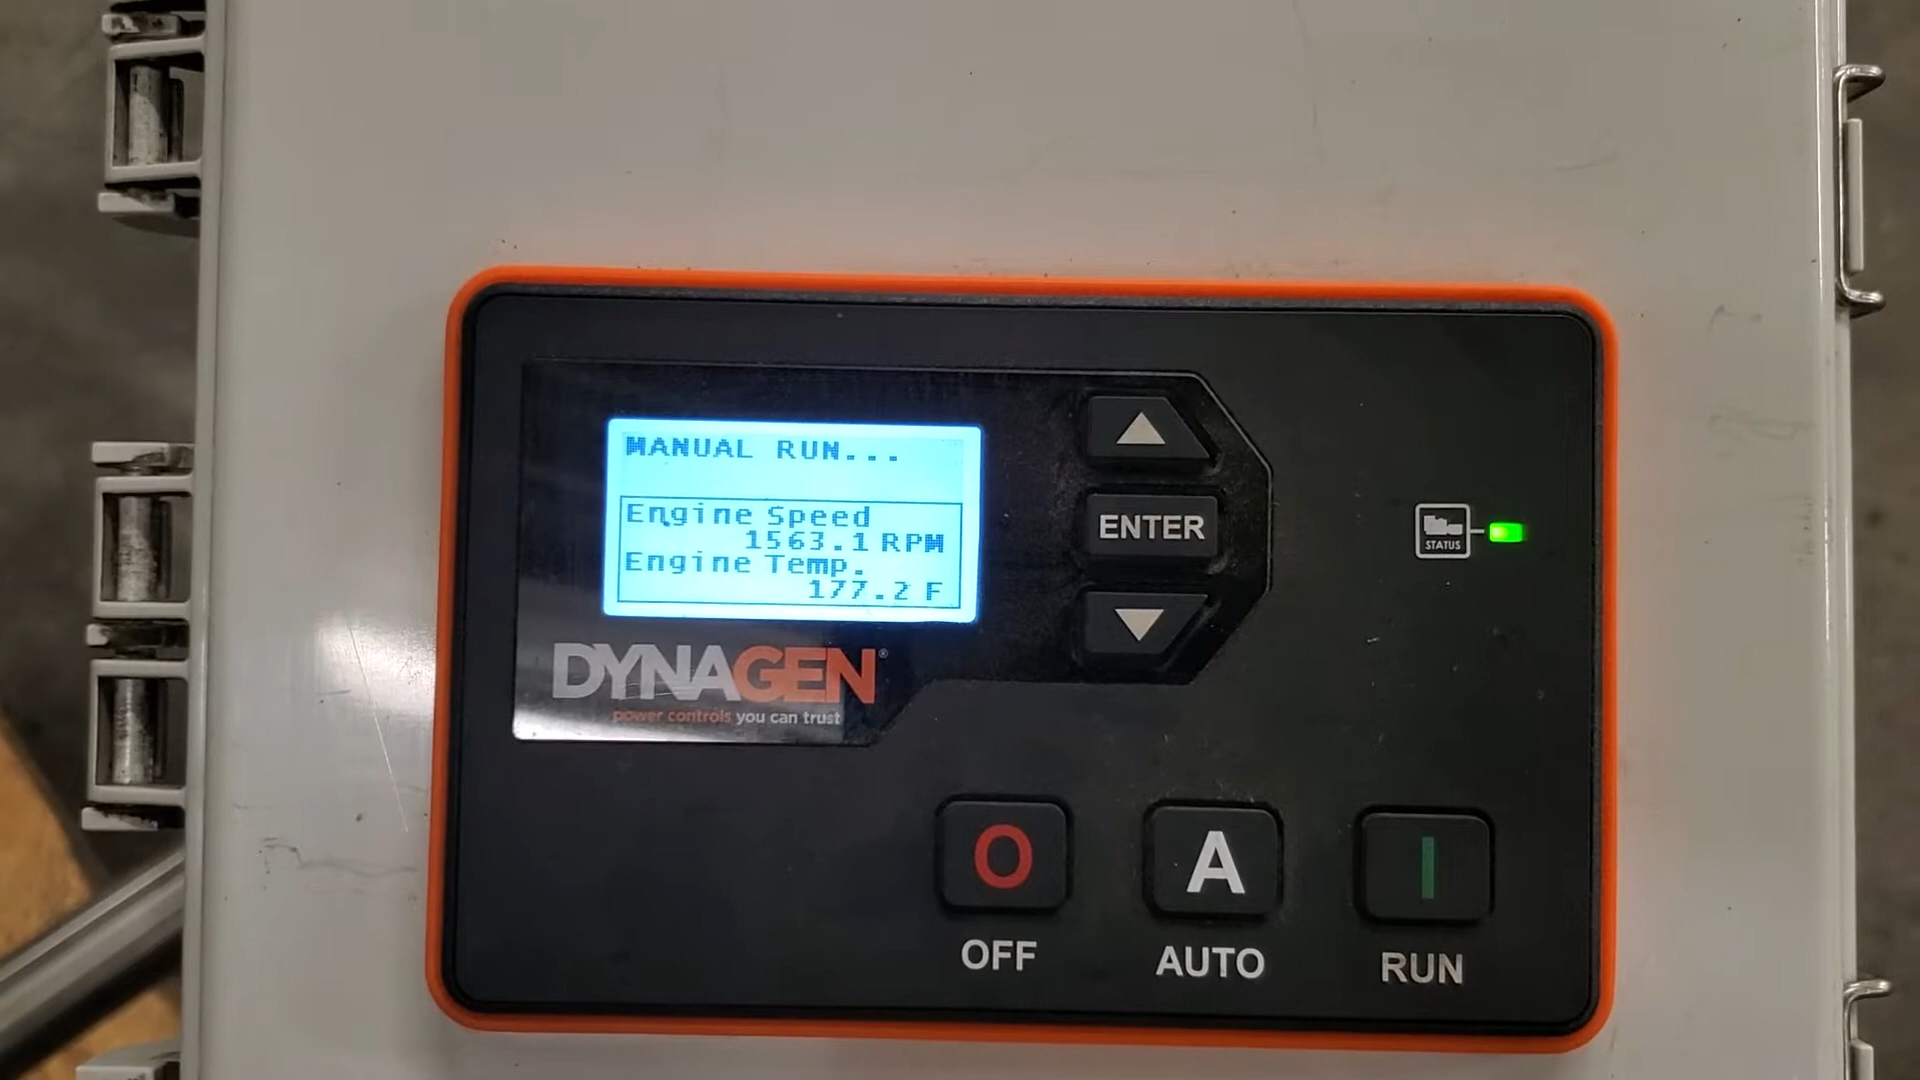 MANUAL RUN...
Engine Speed
1563.1 RPM
Engine Temp.
177.2 F
ENTER
STATUS
DYNAGEN®
power controls you can trust
O
A
I
OFF
AUTO
RUN